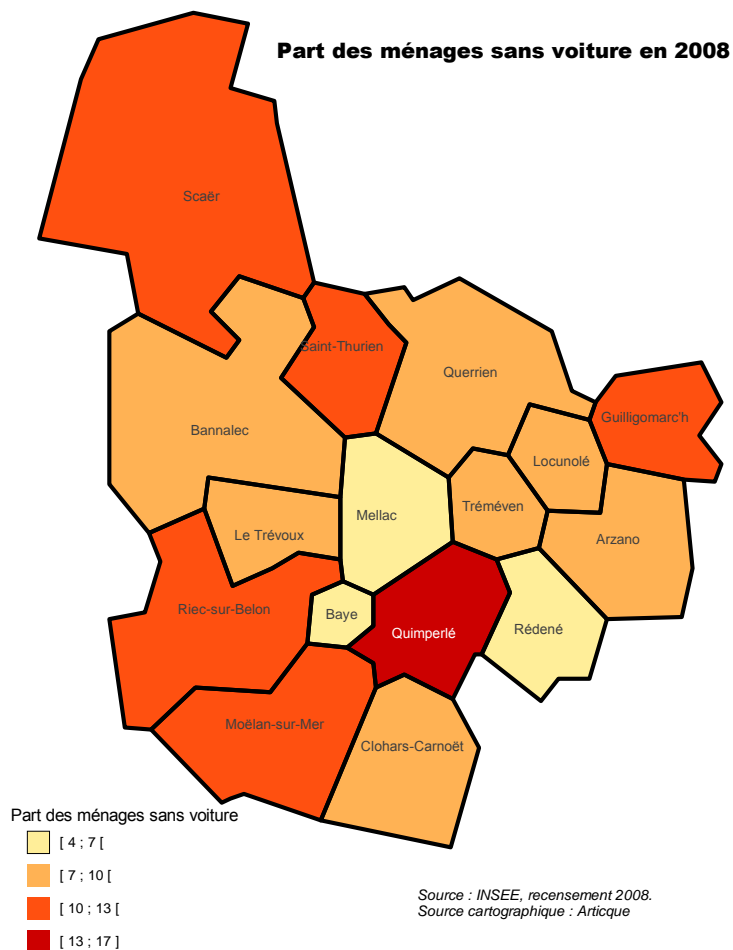 Part des ménages sans voiture en 2008
Scaër
Saint-Thurien
Querrien
Guilligomarc'h
Bannalec
Locunolé
Tréméven
Mellac
Le Trévoux
Arzano
Riec-sur-Belon
Baye
Quimperlé
Rédené
Moëlan-sur-Mer
Clohars-Carnoët
Part des ménages sans voiture
[ 4 ; 7 [
[ 7 ; 10 [
[ 10 ; 13 [
[ 13 ; 17 ]
Source : INSEE, recensement 2008.
Source cartographique : Articque